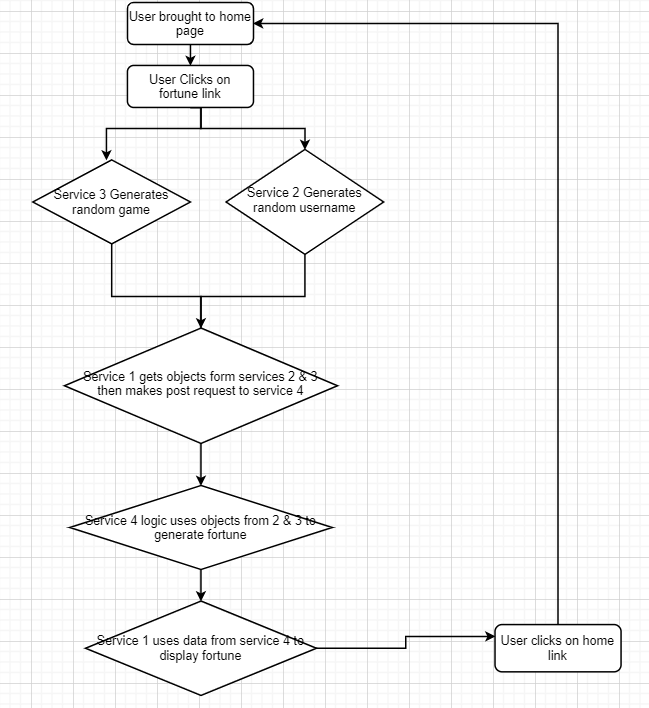 User brought to home
page
User Clicks on
fortune link
Service 3 Generates
random game
Service 2 Generates
random username
Service 1 gets objects form services 2 & 3
then makes post request to service 4
Service 4 logic uses objects from 2 & 3 to
generate fortune
Service 1 uses data from service 4 to
display fortune
User clicks on home
link